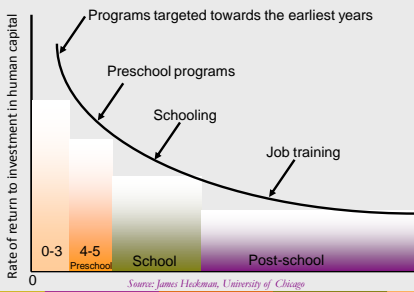 Rate of return to investment in human capital
Programs targeted towards the earliest years
Preschool programs
Schooling
Job training
0-3
4-5
Preschool
School
Post-school
0
Source: James Heckman, University of Chicago